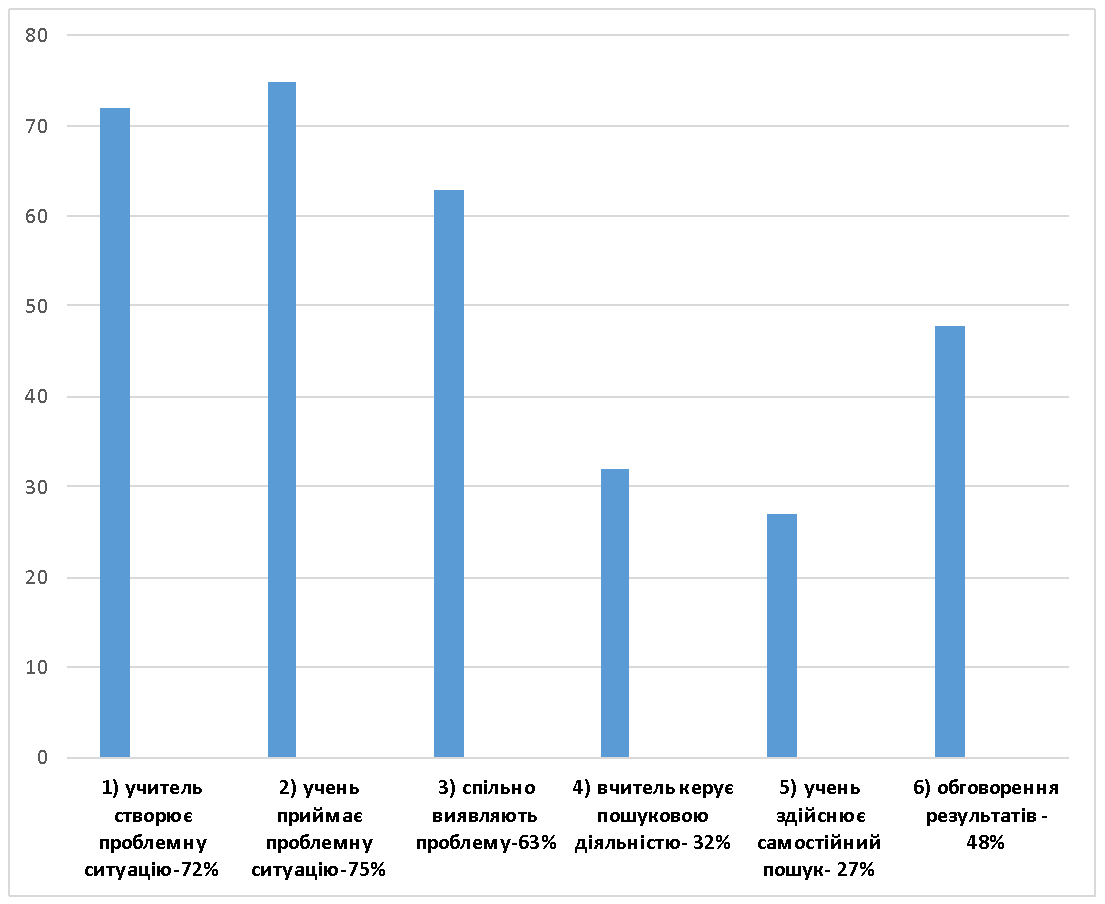 80
70
60
50
40
30
20
10
0
1) учитель
створює
проблемну
ситуацію-72%
2) учень
приймає
проблемну
ситуацію-75%
3) спільно
виявляють
проблему-63%
4) вчитель керує
пошуковою
діяльністю- 32%
5) учень
здійснює
самостійний
пошук- 27%
6) обговорення
результатів -
48%